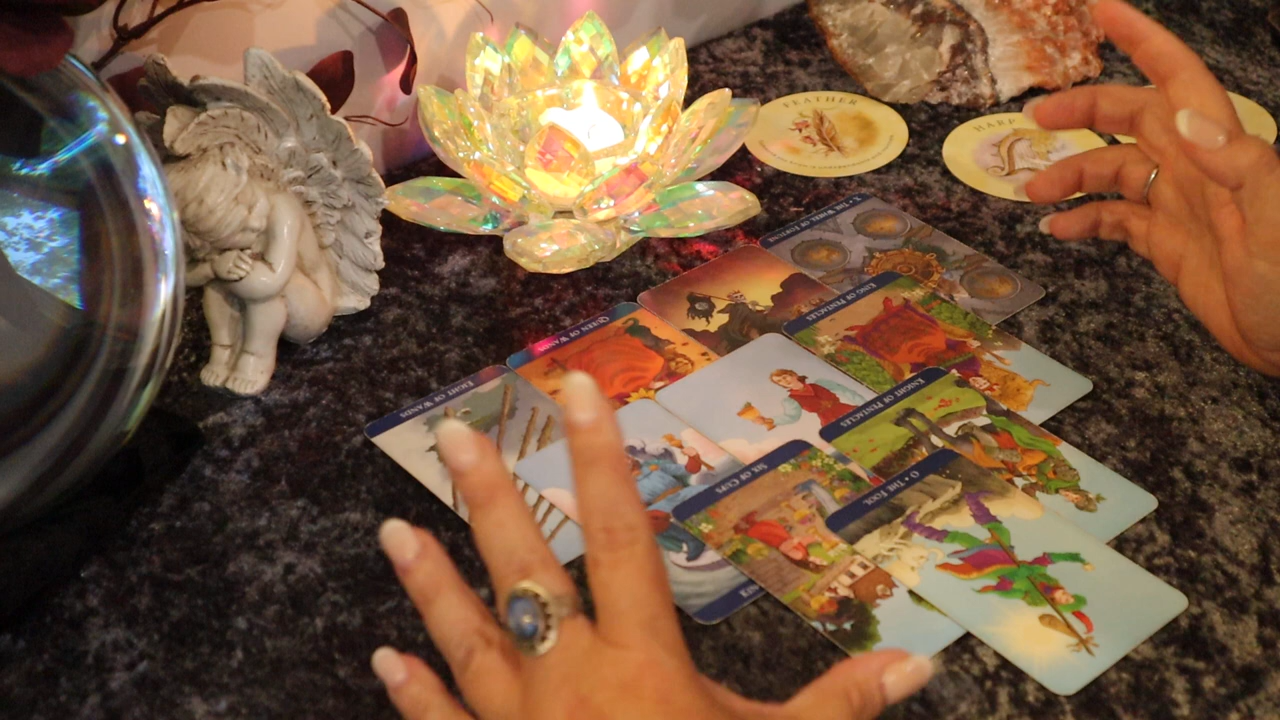 FEATHER
HARP
X • THE WHEEL OF FORTUNE
KING OF PENTACLES
QUEEN OF WANDS
KNIGHT OF WANDS
KNIGHT OF PENTACLES
SIX OF CUPS
0 • THE FOOL